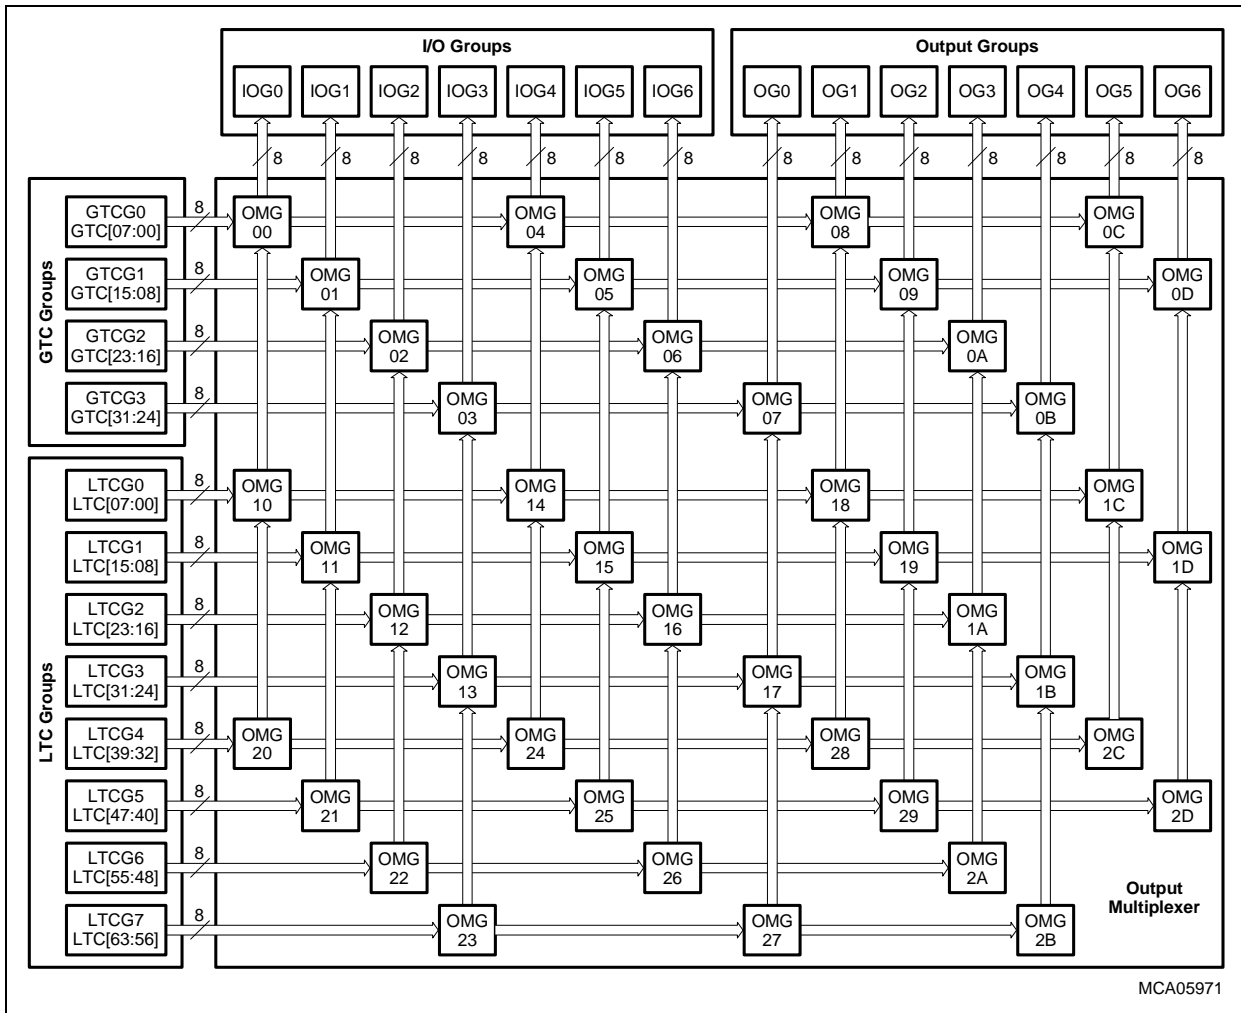 I/O Groups
Output Groups
IOG0 IOG1 IOG2 IOG3 IOG4 IOG5 IOG6 OG0 OG1 OG2 OG3 OG4 OG5 OG6
8 8 8 8 8 8 8 8 8 8 8 8 8 8
GTC Groups
GTCG0
GTC[07:00]
8
OMG
00
OMG
04
OMG
08
OMG
0C
GTCG1
GTC[15:08]
8
OMG
01
OMG
05
OMG
09
OMG
0D
GTCG2
GTC[23:16]
8
OMG
02
OMG
06
OMG
0A
GTCG3
GTC[31:24]
8
OMG
03
OMG
07
OMG
0B
LTC Groups
LTCG0
LTC[07:00]
8
OMG
10
OMG
14
OMG
18
OMG
1C
LTCG1
LTC[15:08]
8
OMG
11
OMG
15
OMG
19
OMG
1D
LTCG2
LTC[23:16]
8
OMG
12
OMG
16
OMG
1A
LTCG3
LTC[31:24]
8
OMG
13
OMG
17
OMG
1B
LTCG4
LTC[39:32]
8
OMG
20
OMG
24
OMG
28
OMG
2C
LTCG5
LTC[47:40]
8
OMG
21
OMG
25
OMG
29
OMG
2D
LTCG6
LTC[55:48]
8
OMG
22
OMG
26
OMG
2A
LTCG7
LTC[63:56]
8
OMG
23
OMG
27
OMG
2B
Output
Multiplexer
MCA05971